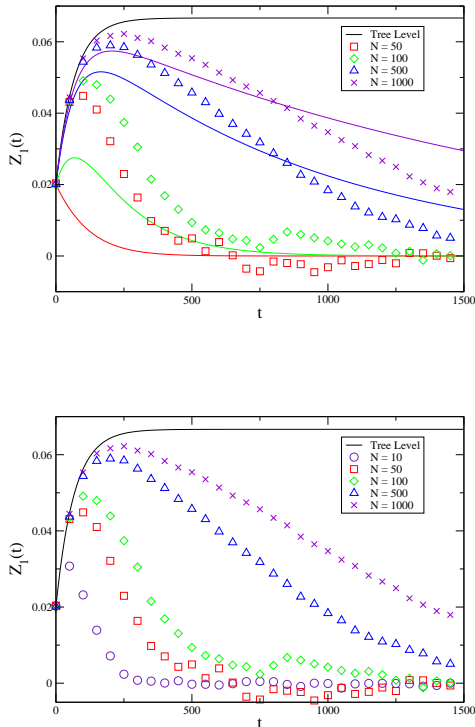 0.06
0.04
0.02
0
Z1(t)
Tree Level
N = 50
N = 100
N = 500
N = 1000
0
500
1000
1500
t
0.06
0.04
0.02
0
Z1(t)
Tree Level
N = 10
N = 50
N = 100
N = 500
N = 1000
0
500
1000
1500
t